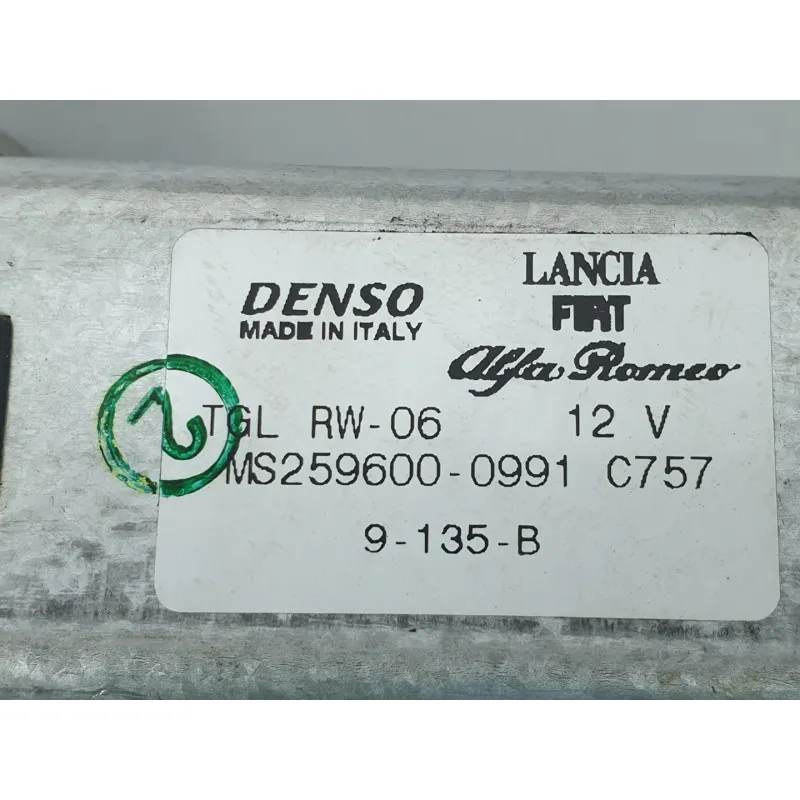 DENSO
MADE IN ITALY
LANCIA
FIAT
Alfa Romeo
TGL RW-06 12 V
MS259600-0991 C757
9-135-B